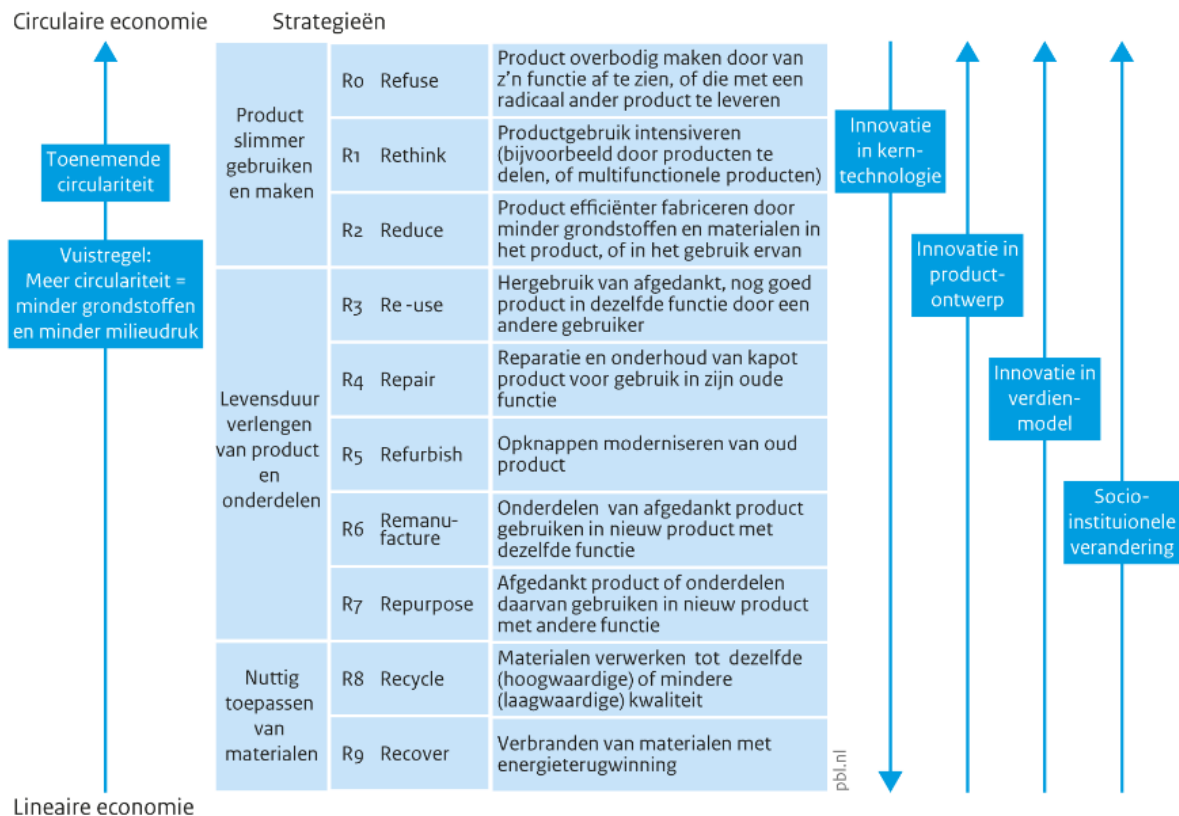 Circulaire economie
Strategieën
Toenemende
circulariteit
Vuistregel:
Meer circulariteit =
minder grondstoffen
en minder milieudruk
Lineaire economie
Product
slimmer
gebruiken
en maken
R0 Refuse
Product overbodig maken door van
z'n functie af te zien, of die met een
radicaal ander product te leveren
R1 Rethink
Productgebruik intensiveren
(bijvoorbeeld door producten te
delen, of multifunctionele producten)
R2 Reduce
Product efficiënter fabriceren door
minder grondstoffen en materialen in
het product, of in het gebruik ervan
Levensduur
verlengen
van product
en
onderdelen
R3 Re-use
Hergebruik van afgedankt, nog goed
product in dezelfde functie door een
andere gebruiker
R4 Repair
Reparatie en onderhoud van kapot
product voor gebruik in zijn oude
functie
R5 Refurbish
Opknappen moderniseren van oud
product
R6 Remanu-
facture
Onderdelen van afgedankt product
gebruiken in nieuw product met
dezelfde functie
R7 Repurpose
Afgedankt product of onderdelen
daarvan gebruiken in nieuw product
met andere functie
Nuttig
toepassen
van
materialen
R8 Recycle
Materialen verwerken tot dezelfde
(hoogwaardige) of mindere
(laagwaardige) kwaliteit
R9 Recover
Verbranden van materialen met
energieterugwinning
pbl.nl
Innovatie
in kern-
technologie
Innovatie in
product-
ontwerp
Innovatie in
verdien-
model
Socio-
instituionele
verandering